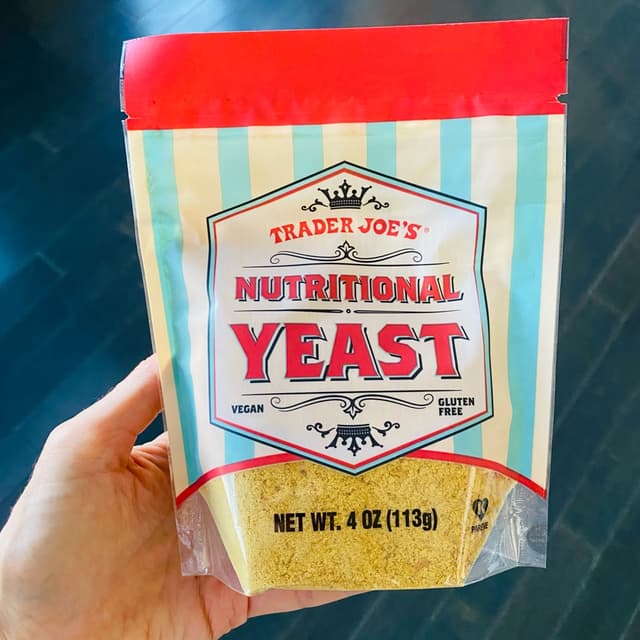 TRADER JOE'S®
NUTRITIONAL
YEAST
VEGAN
GLUTEN
FREE
NET WT. 4 OZ (113g)
K
PAREVE